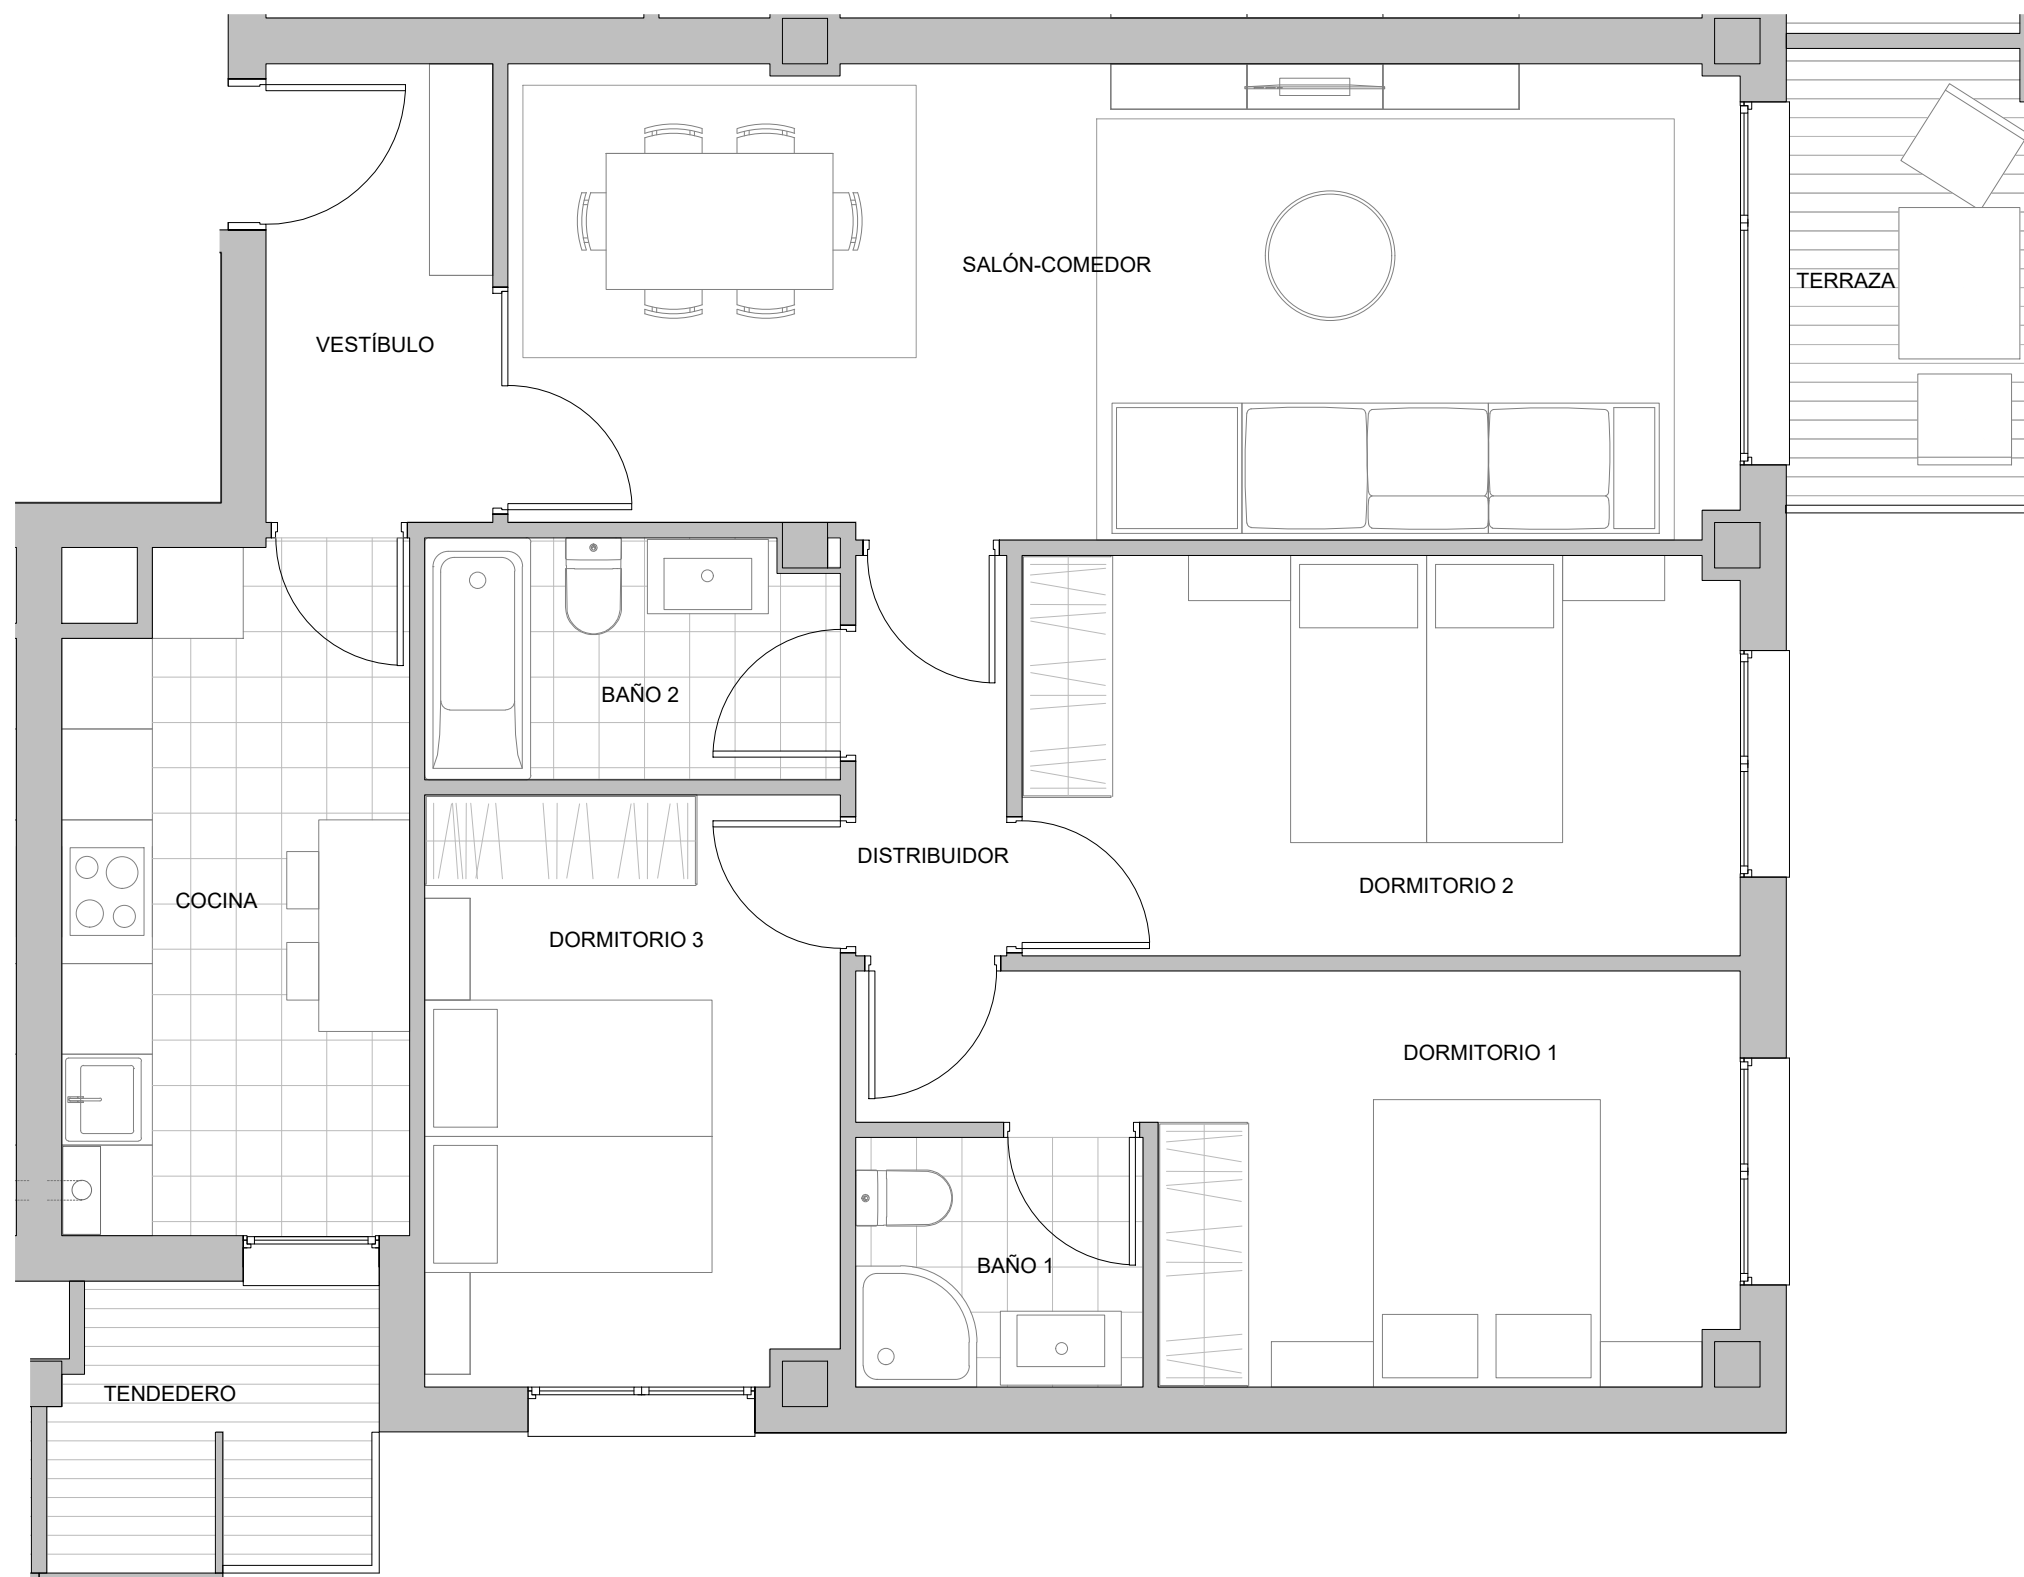 SALÓN-COMEDOR
TERRAZA
VESTÍBULO
BAÑO 2
DISTRIBUIDOR
DORMITORIO 2
COCINA
DORMITORIO 3
DORMITORIO 1
BAÑO 1
TENDEDERO